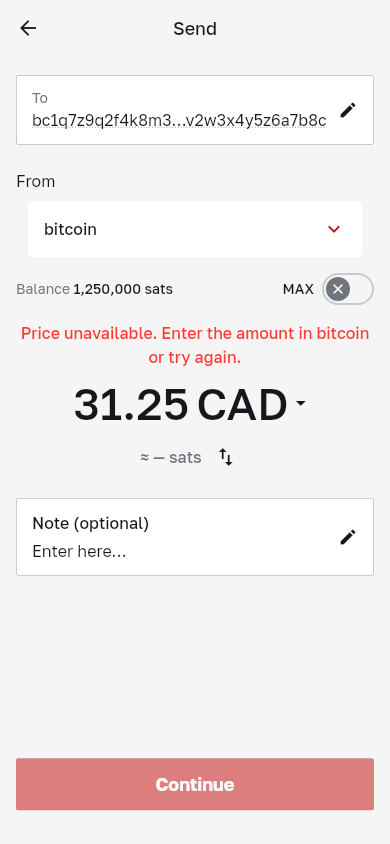 Send
To
bc1q7z9q2f4k8m3...v2w3x4y5z6a7b8c
From
bitcoin
Balance 1,250,000 sats MAX
Price unavailable. Enter the amount in bitcoin
or try again.
31.25 CAD
≈ — sats
Note (optional)
Enter here...
Continue